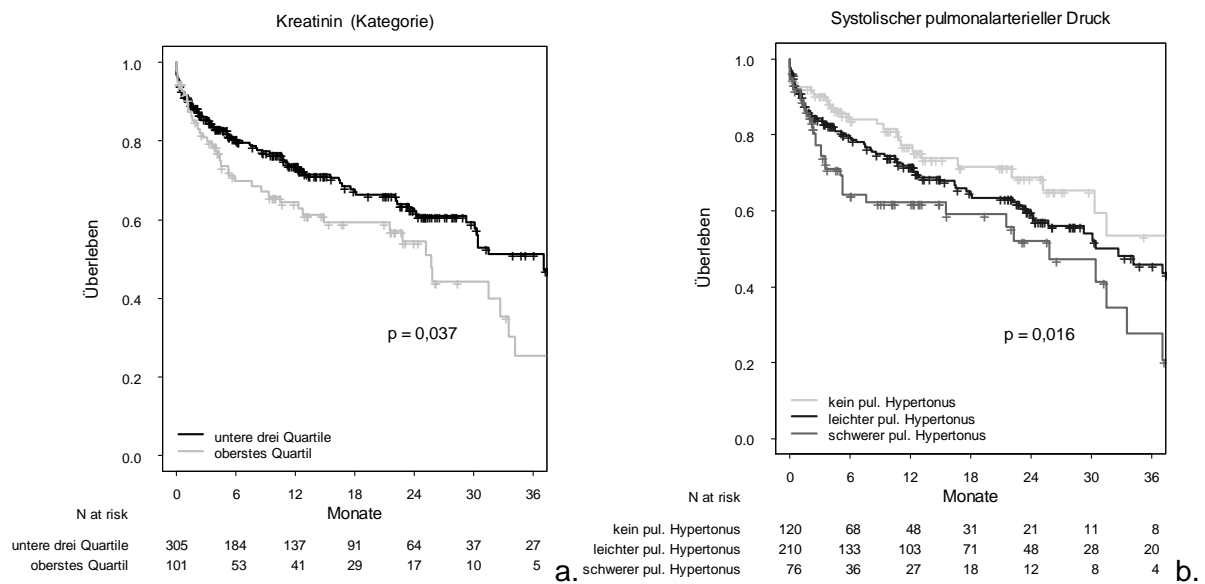 Kreatinin (Kategorie)
Überleben
1.0
0.8
0.6
0.4
0.2
0.0
p = 0,037
untere drei Quartile
oberstes Quartil
0 6 12 18 24 30 36
N at risk
Monate
untere drei Quartile 305 184 137 91 64 37 27
oberstes Quartil 101 53 41 29 17 10 5
a.
Systolischer pulmonalarterieller Druck
Überleben
1.0
0.8
0.6
0.4
0.2
0.0
p = 0,016
kein pul. Hypertonus
leichter pul. Hypertonus
schwerer pul. Hypertonus
0 6 12 18 24 30 36
N at risk
Monate
kein pul. Hypertonus 120 68 48 31 21 11 8
leichter pul. Hypertonus 210 133 103 71 48 28 20
schwerer pul. Hypertonus 76 36 27 18 12 8 4
b.